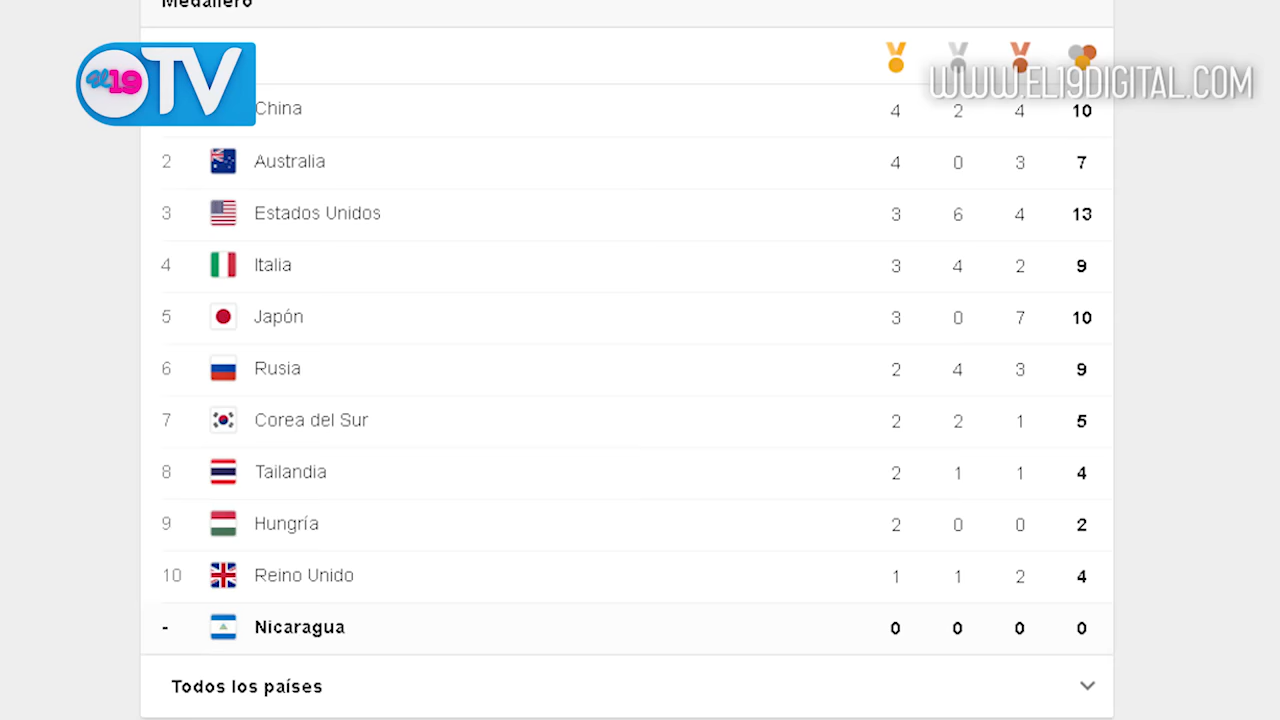 Medallero
El 19 TV
WWW.EL19DIGITAL.COM
China 4 2 4 10
2 Australia 4 0 3 7
3 Estados Unidos 3 6 4 13
4 Italia 3 4 2 9
5 Japón 3 0 7 10
6 Rusia 2 4 3 9
7 Corea del Sur 2 2 1 5
8 Tailandia 2 1 1 4
9 Hungría 2 0 0 2
10 Reino Unido 1 1 2 4
- Nicaragua 0 0 0 0
Todos los países